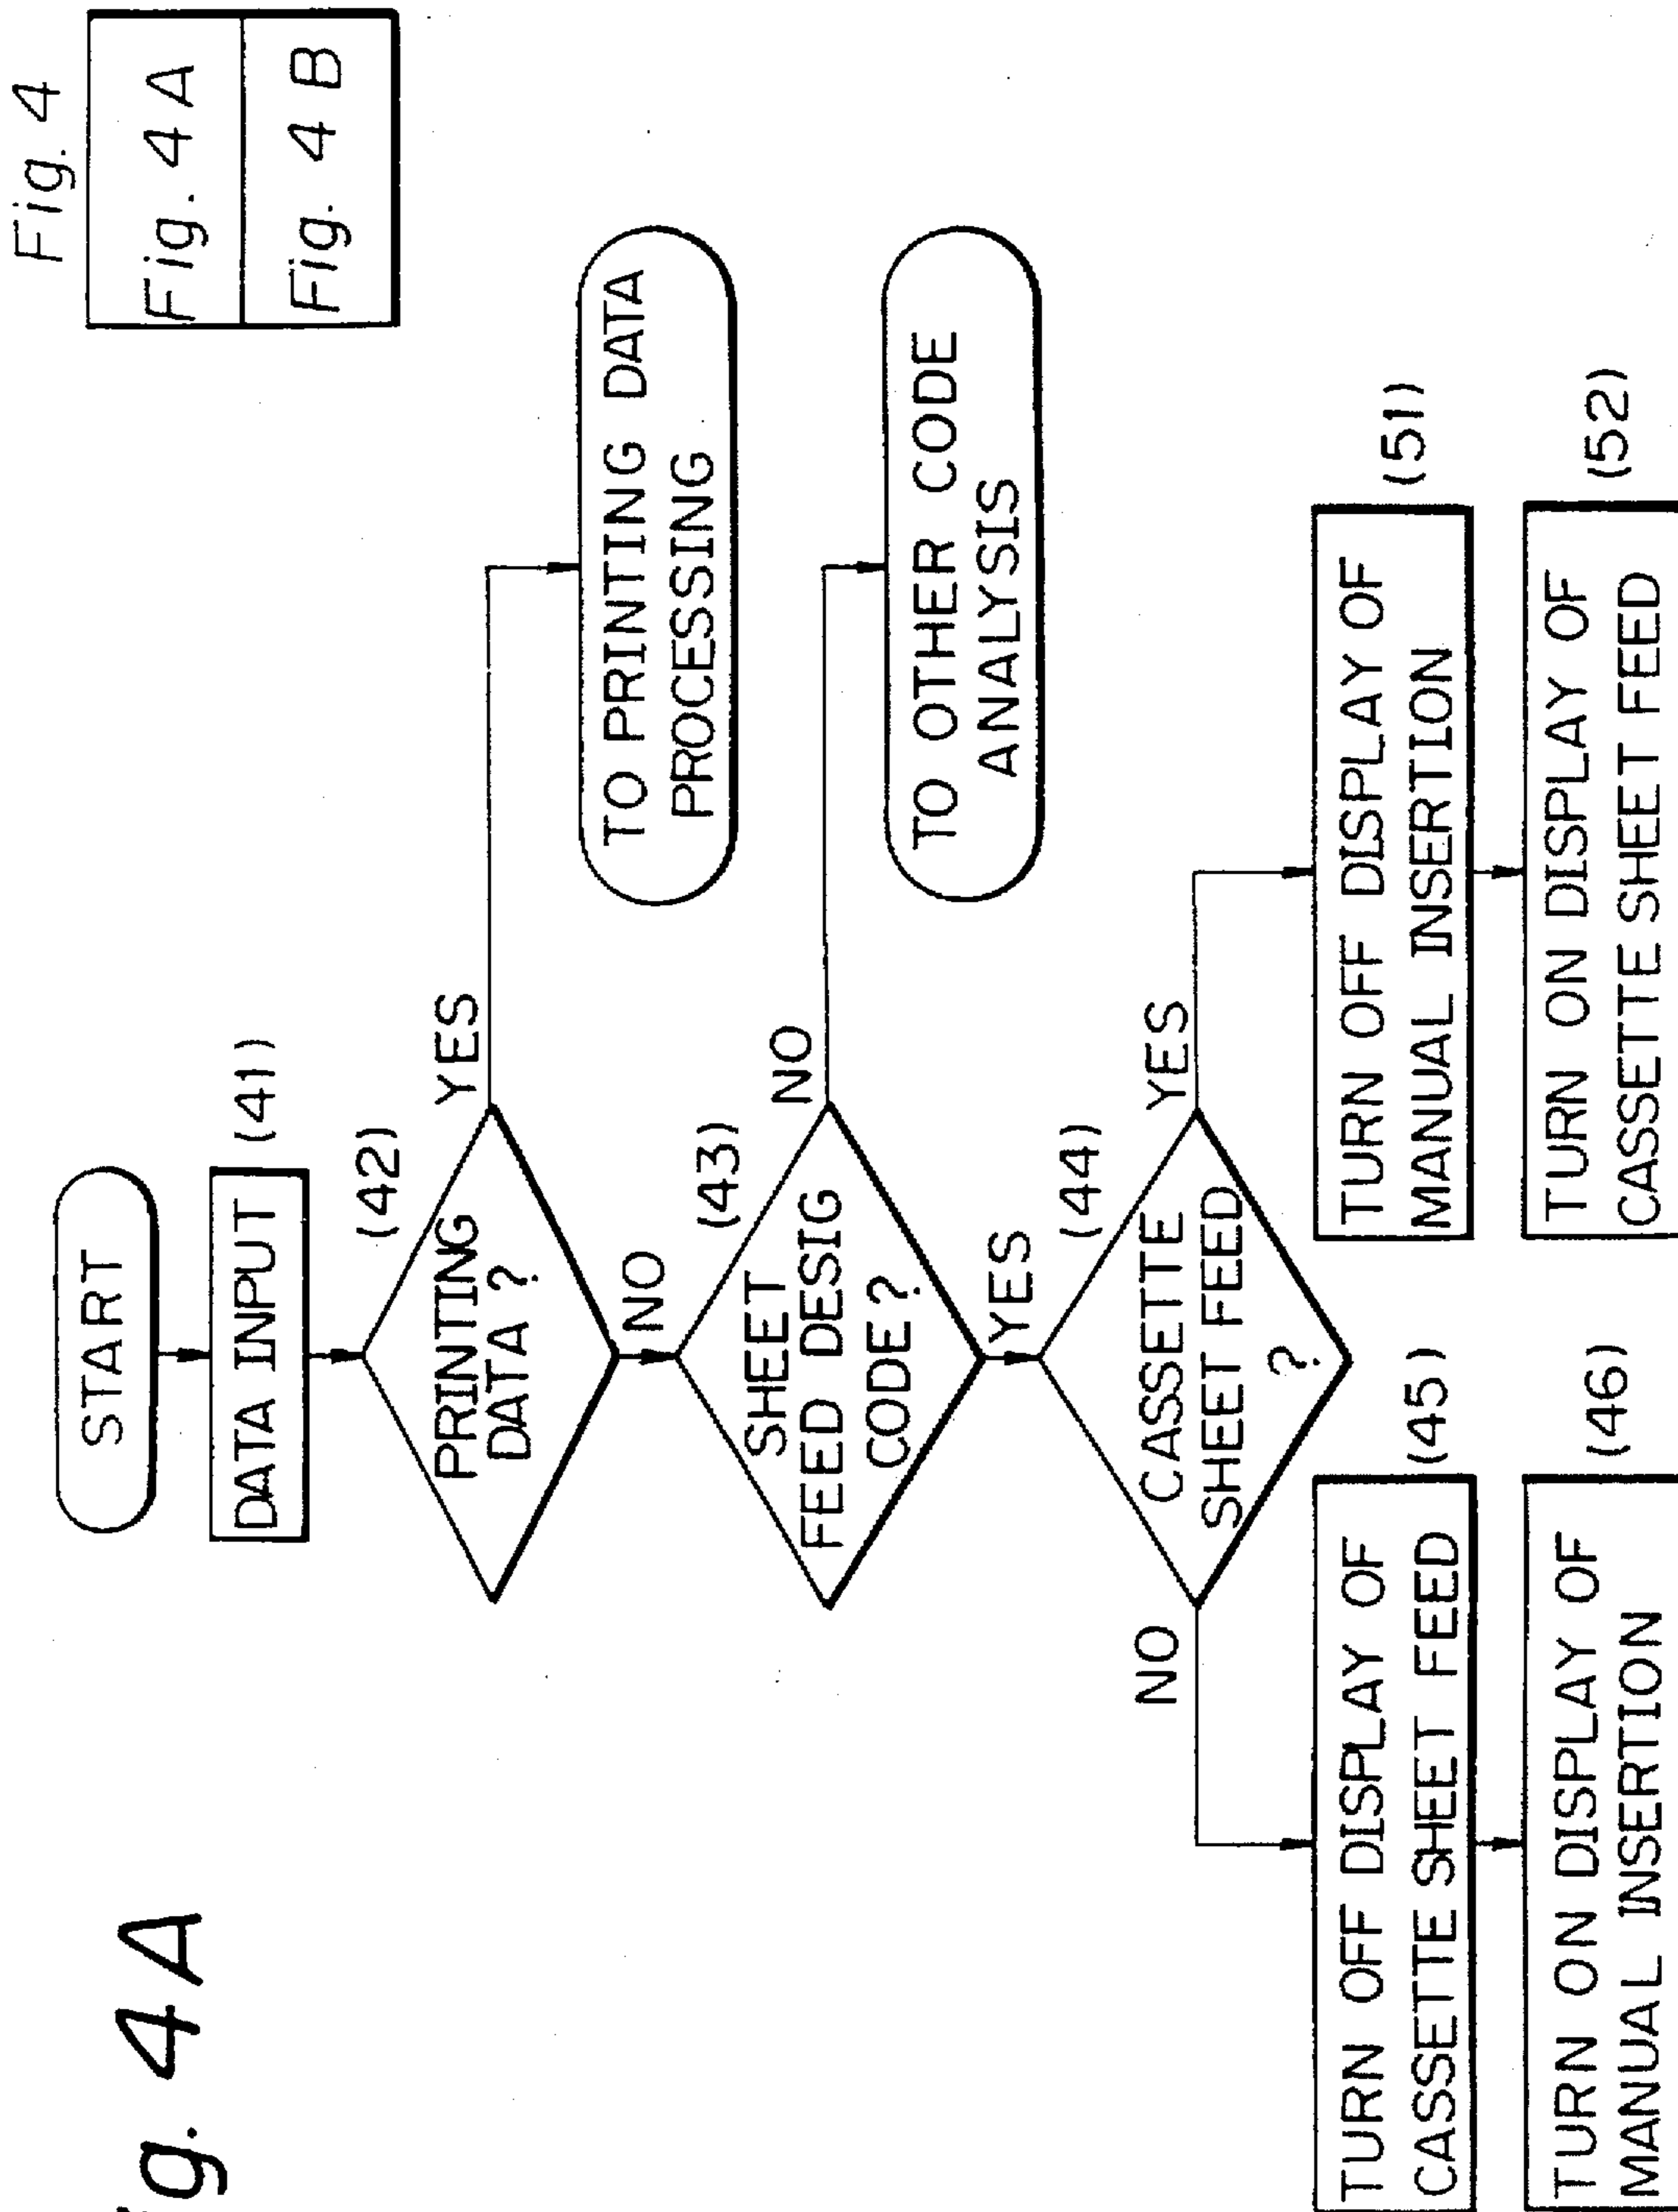 Fig. 4A
Fig. 4
Fig. 4 A
Fig. 4 B
START
DATA INPUT
(41)
PRINTING
DATA ?
(42)
YES
TO PRINTING DATA
PROCESSING
NO
SHEET
FEED DESIG
CODE ?
(43)
NO
TO OTHER CODE
ANALYSIS
YES
CASSETTE
SHEET FEED
?
(44)
NO
YES
TURN OFF DISPLAY OF
CASSETTE SHEET FEED
(45)
TURN OFF DISPLAY OF
MANUAL INSERTION
(51)
TURN ON DISPLAY OF
MANUAL INSERTION
(46)
TURN ON DISPLAY OF
CASSETTE SHEET FEED
(52)